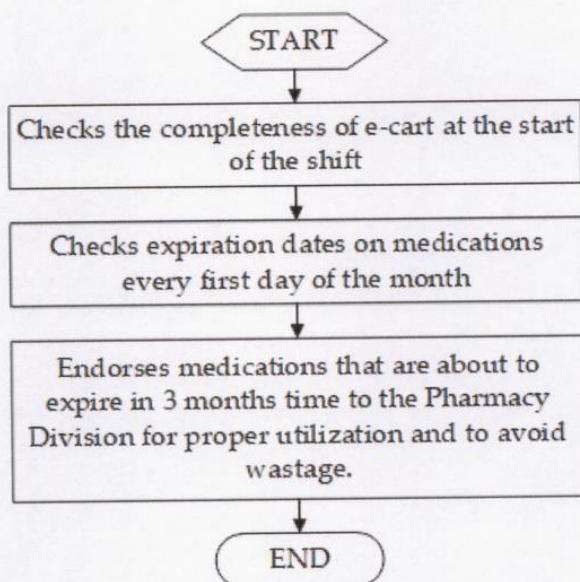 START
Checks the completeness of e-cart at the start
of the shift
Checks expiration dates on medications
every first day of the month
Endorses medications that are about to
expire in 3 months time to the Pharmacy
Division for proper utilization and to avoid
wastage.
END